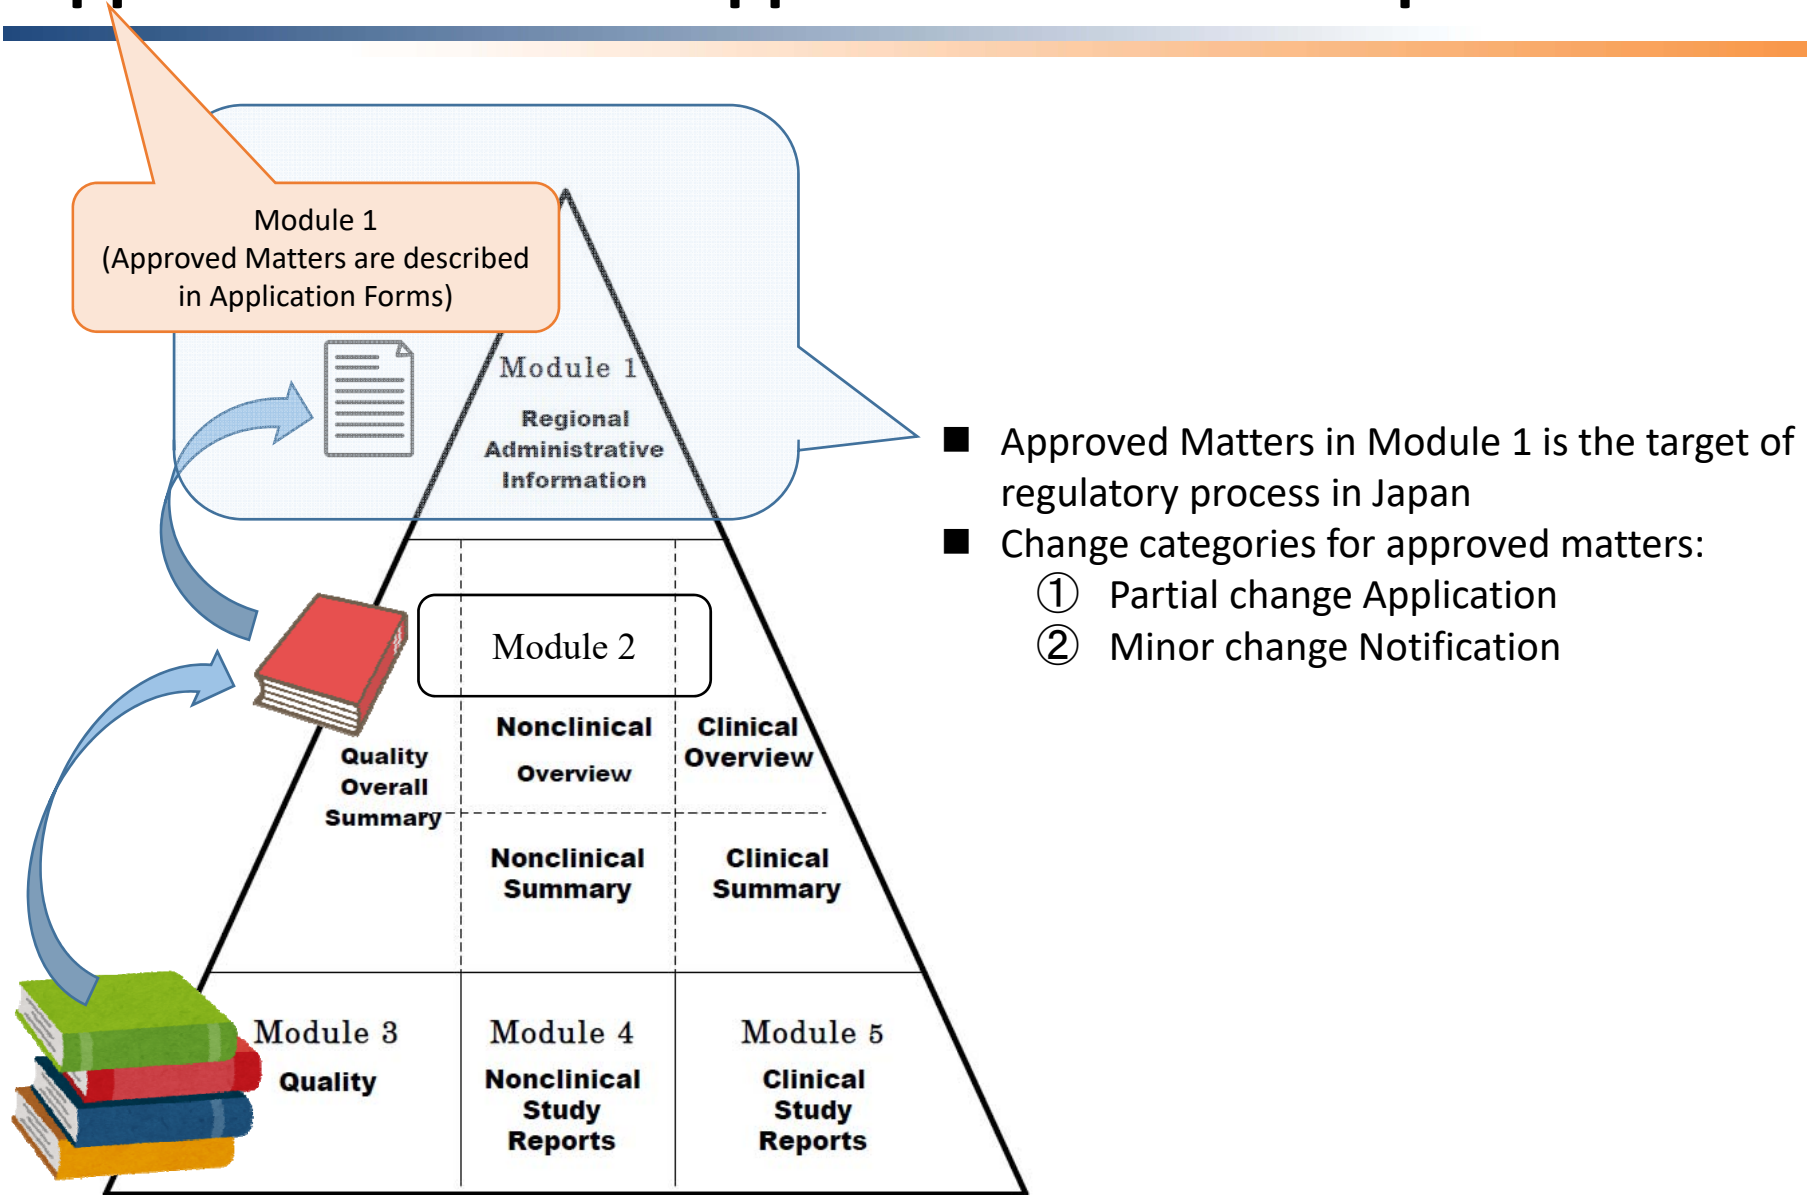 Module 1
(Approved Matters are described
in Application Forms)
Module 1
Regional
Administrative
Information
■ Approved Matters in Module 1 is the target of
regulatory process in Japan
■ Change categories for approved matters:
① Partial change Application
② Minor change Notification
Module 2
Quality
Overall
Summary
Nonclinical
Overview
Clinical
Overview
Nonclinical
Summary
Clinical
Summary
Module 3
Quality
Module 4
Nonclinical
Study
Reports
Module 5
Clinical
Study
Reports